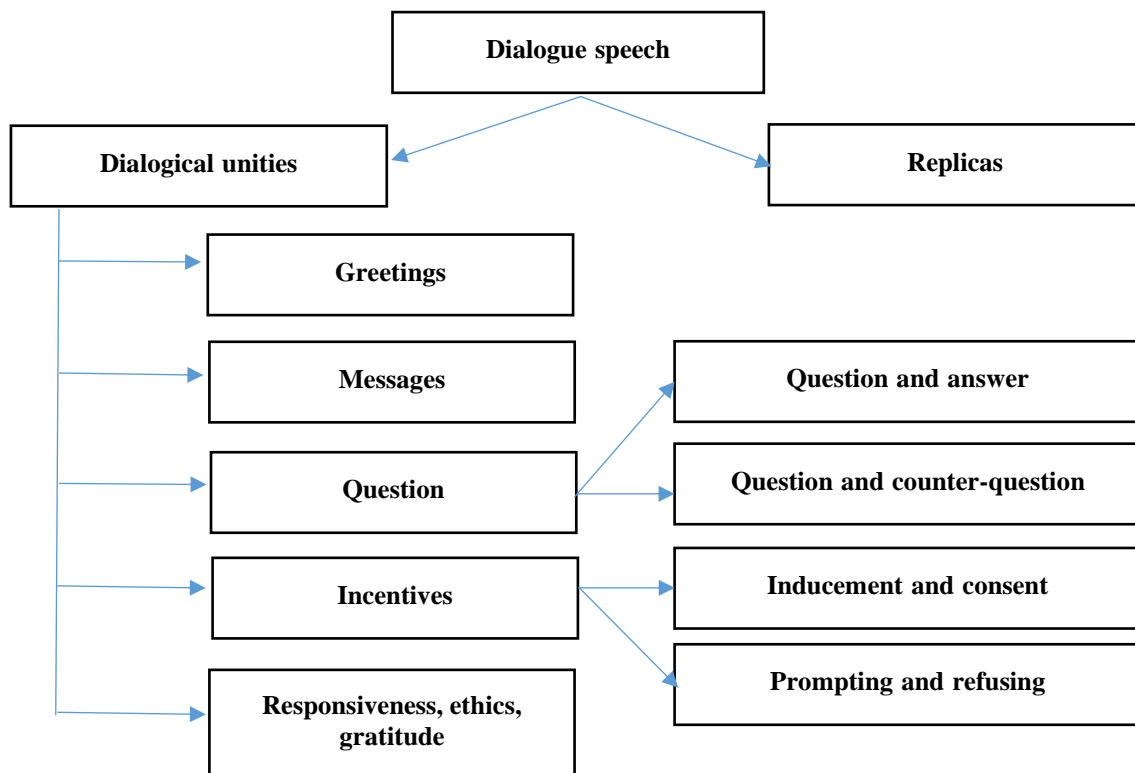 Dialogue speech
Dialogical unities
Replicas
Greetings
Messages
Question and answer
Question
Question and counter-question
Incentives
Inducement and consent
Prompting and refusing
Responsiveness, ethics,
gratitude